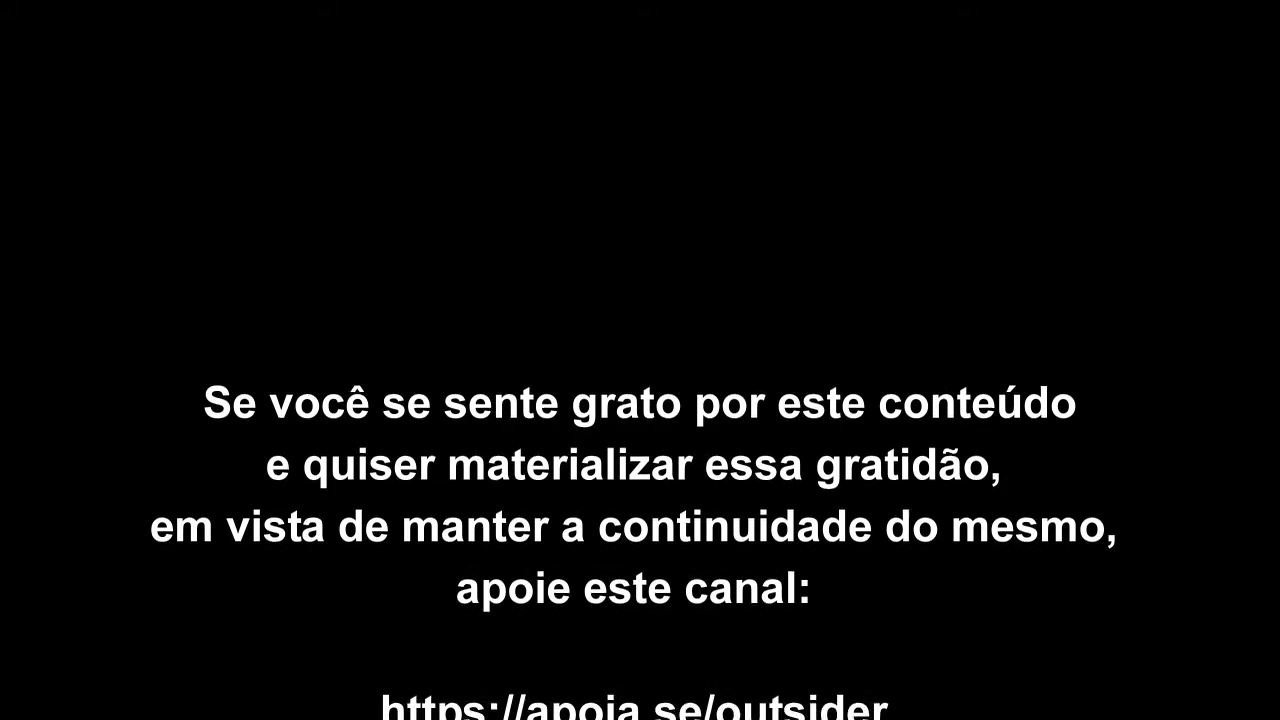 Se você se sente grato por este conteúdo
e quiser materializar essa gratidão,
em vista de manter a continuidade do mesmo,
apoie este canal:
https://apoia.se/outsider